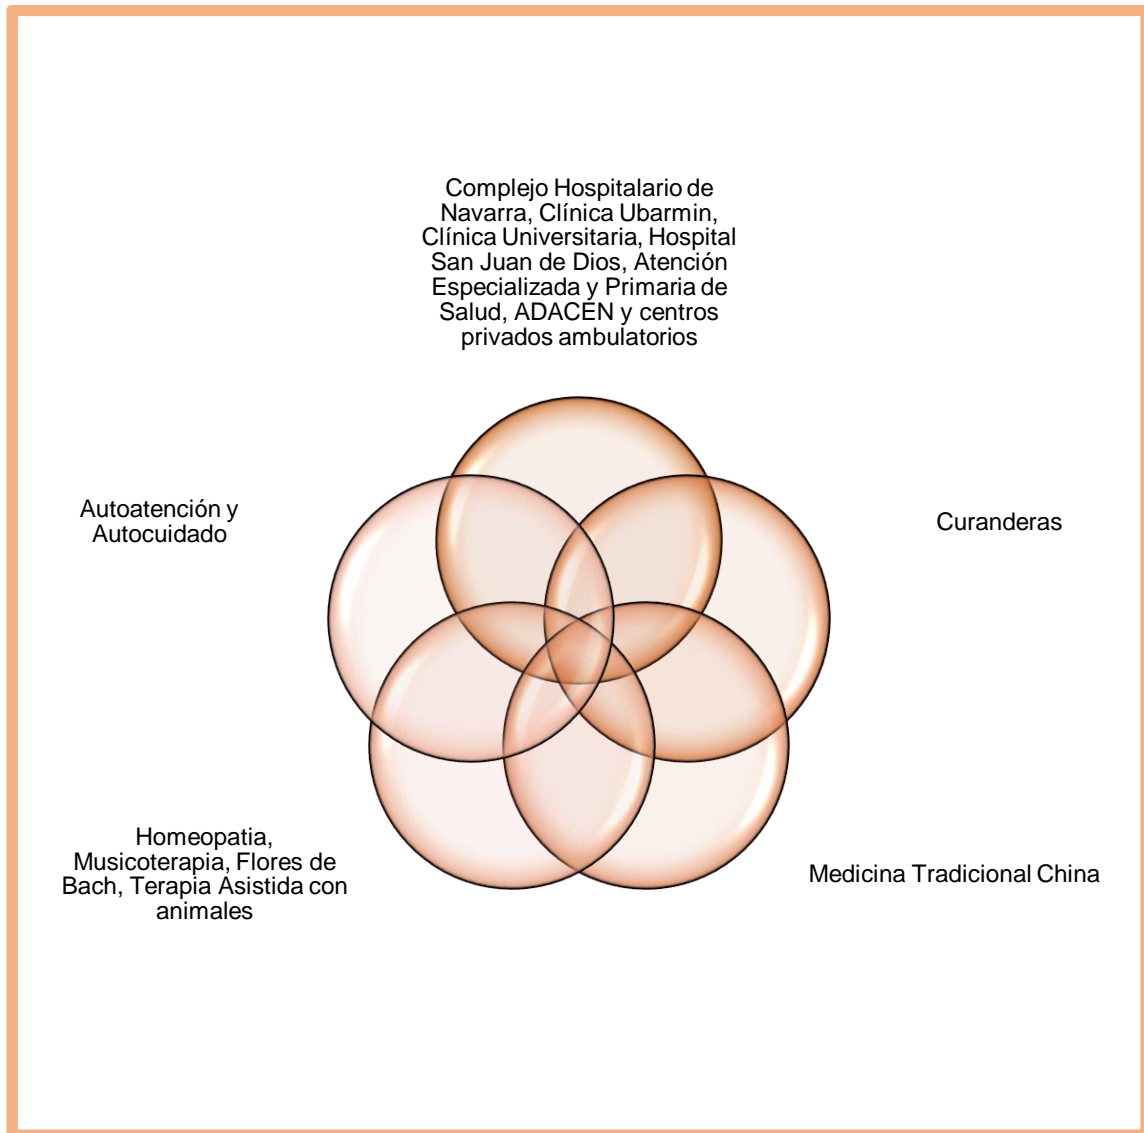 Complejo Hospitalario de
Navarra, Clínica Ubarmin,
Clínica Universitaria, Hospital
San Juan de Dios, Atención
Especializada y Primaria de
Salud, ADACEN y centros
privados ambulatorios
Autoatención y
Autocuidado
Curanderas
Homeopatia,
Musicoterapia, Flores de
Bach, Terapia Asistida con
animales
Medicina Tradicional China